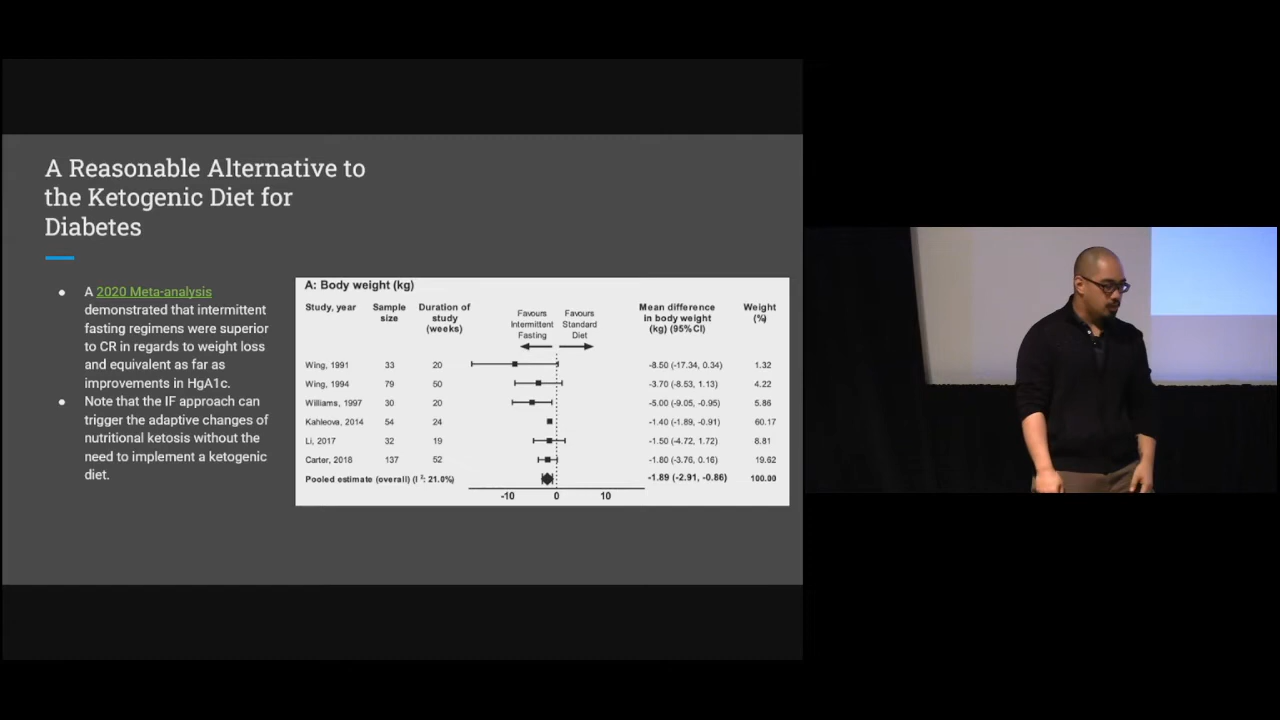 A Reasonable Alternative to
the Ketogenic Diet for
Diabetes
● A 2020 Meta-analysis
demonstrated that intermittent
fasting regimens were superior
to CR in regards to weight loss
and equivalent as far as
improvements in HgA1c.
● Note that the IF approach can
trigger the adaptive changes of
nutritional ketosis without the
need to implement a ketogenic
diet.
A: Body weight (kg)
Study, year Sample size Duration of study (weeks) Favours Intermittent Fasting Favours Standard Diet Mean difference in body weight (kg) (95%CI) Weight (%)
Wing, 1991 33 20 -8.50 (-17.34, 0.34) 1.32
Wing, 1994 79 50 -3.70 (-8.53, 1.13) 4.22
Williams, 1997 30 20 -5.00 (-9.05, -0.95) 5.86
Kahleova, 2014 54 24 -1.40 (-1.89, -0.91) 60.17
Li, 2017 32 19 -1.50 (-4.72, 1.72) 8.81
Carter, 2018 137 52 -1.80 (-3.76, 0.16) 19.62
Pooled estimate (overall) (I²: 21.0%) -1.89 (-2.91, -0.86) 100.00
-10 0 10